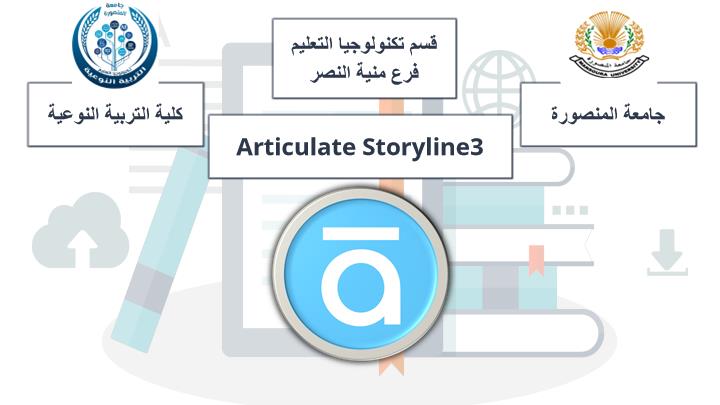 قسم تكنولوجيا التعليم
فرع منية النصر
جامعة المنصورة
كلية التربية النوعية
Articulate Storyline3
جامعة
المنصورة
كلية التربية النوعية
جامعة المنصورة
MANSOURA UNIVERSITY
a